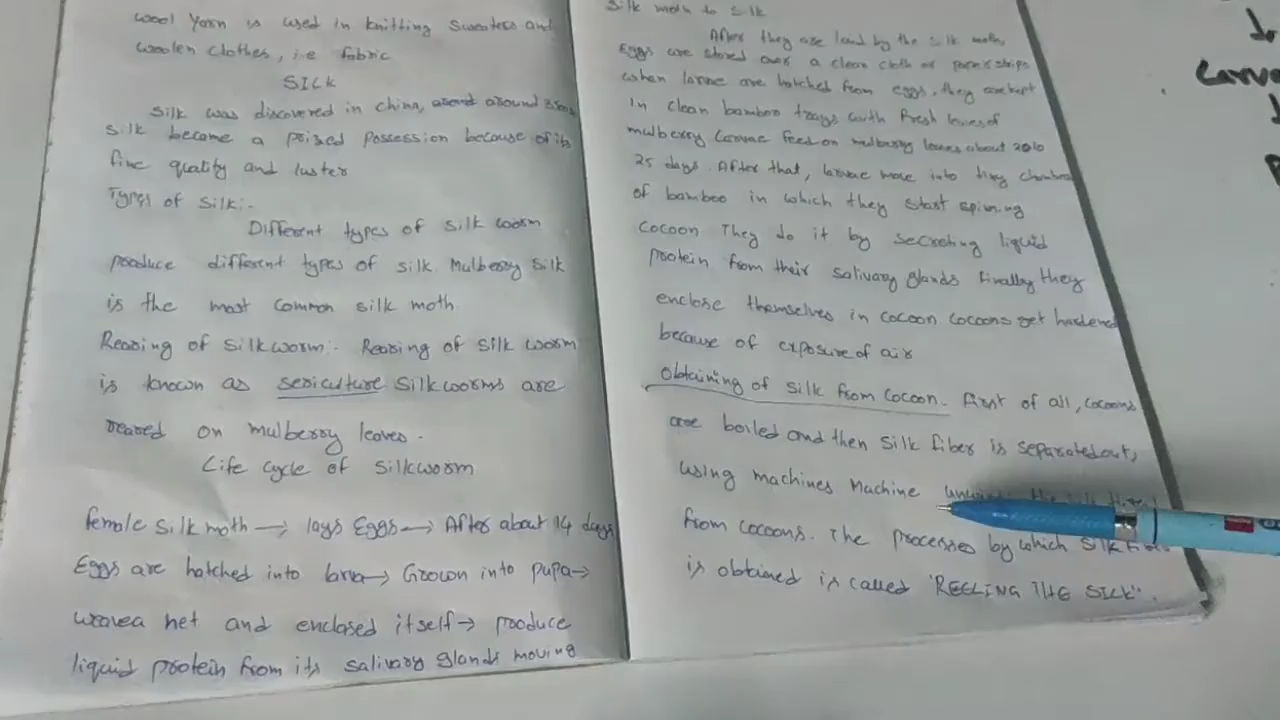 wool Yarn is used in knitting sweaters and
woolen clothes, i.e fabric
SILK
Silk was discovered in china, around
silk became a prized possession because of its
fine quality and luster
Types of Silk:-
Different types of silk worm
produce different types of silk. Mulberry silk
is the most common silk moth.
Rearing of silkworm:- Rearing of silk worm
is known as sericulture Silkworms are
reared on mulberry leaves.
Life cycle of silkworm
female silk moth → lays Eggs → After about 14 days
Eggs are hatched into → Grown into pupa →
net and enclosed itself → produce
liquid protein from its salivary glands moving
Silk moth to silk
After they are by the silk moth,
Eggs are stored over a clean cloth or strips
when larvae are hatched from eggs, they are kept
In clean bamboo trays with fresh leaves of
mulberry Larvae feed on mulberry leaves about
25 days. After that, larvae move into tiny
of bamboo in which they start spinning
cocoon They do it by secreting liquid
protein from their salivary glands finally they
enclose themselves in cocoon cocoons get hardened
because of exposure of air
Obtaining of silk from cocoon. first of all, cocoons
are boiled and then silk fiber is separated out,
using machines Machine
from cocoons. The processes by which silk
is obtained is called 'REELING THE SILK'.